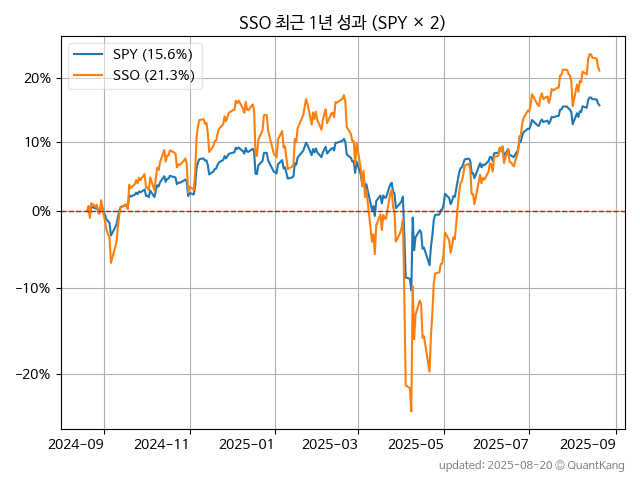 SSO 최근 1년 성과 (SPY × 2)
SPY (15.6%)
SSO (21.3%)
20%
10%
0%
−10%
−20%
2024-09 2024-11 2025-01 2025-03 2025-05 2025-07 2025-09
updated: 2025-08-20 © QuantKang